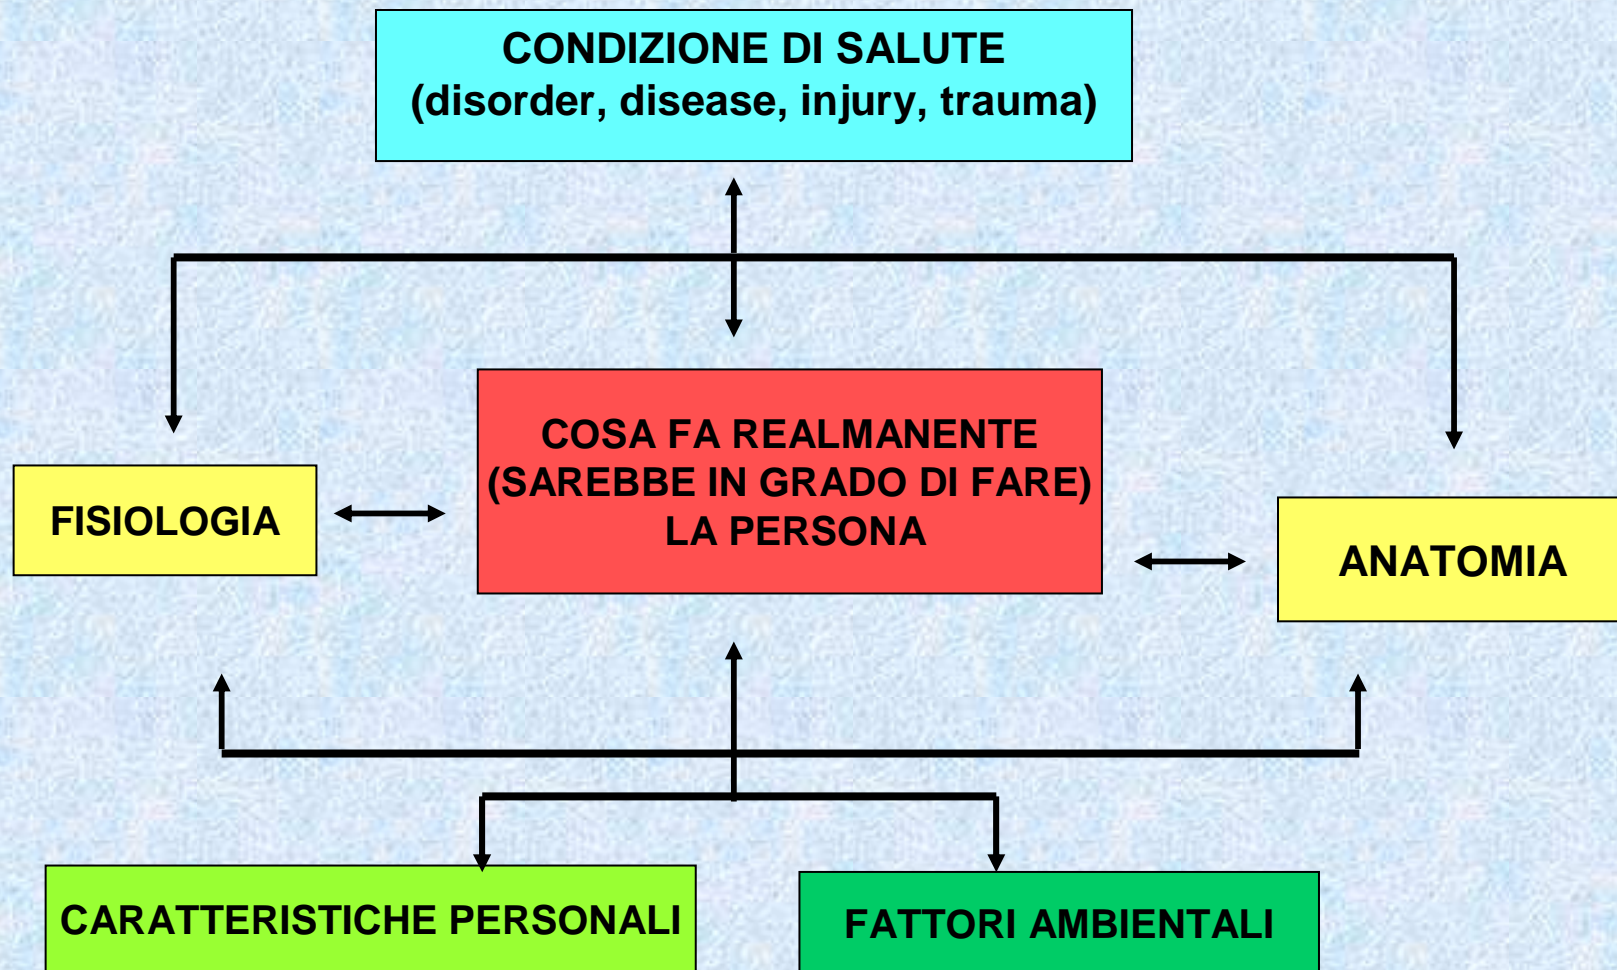 CONDIZIONE DI SALUTE
(disorder, disease, injury, trauma)
COSA FA REALMANENTE
(SAREBBE IN GRADO DI FARE)
LA PERSONA
FISIOLOGIA
ANATOMIA
CARATTERISTICHE PERSONALI
FATTORI AMBIENTALI